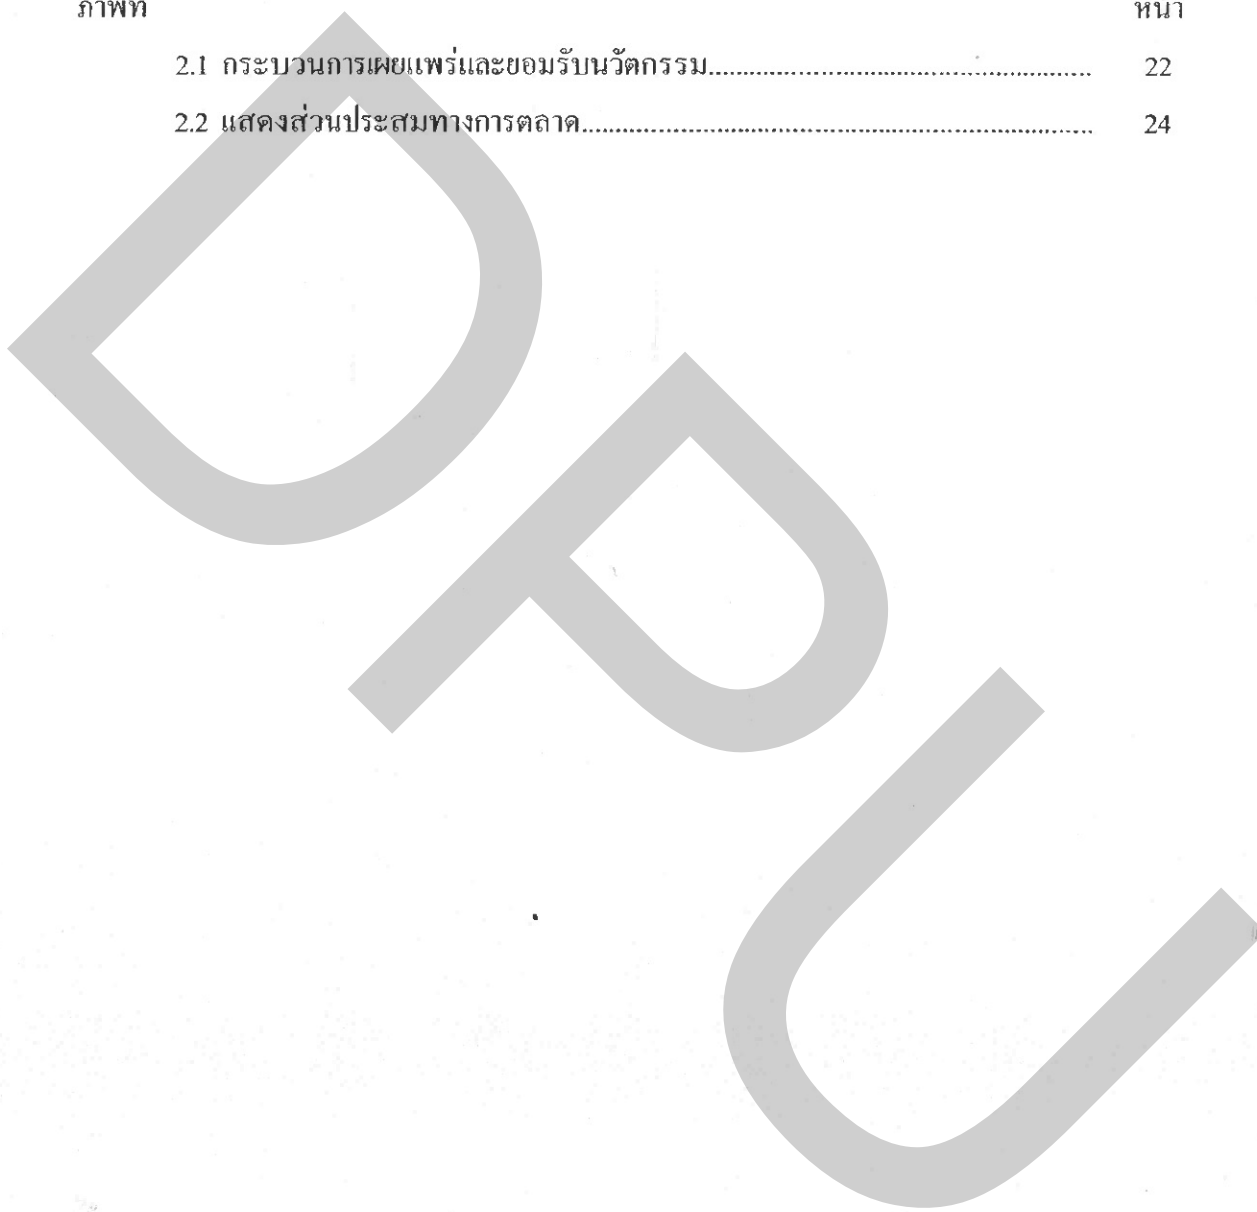 ภาพที่ หน้า
2.1 กระบวนการเผยแพร่และยอมรับนวัตกรรม 22
2.2 แสดงส่วนประสมทางการตลาด 24
DPU